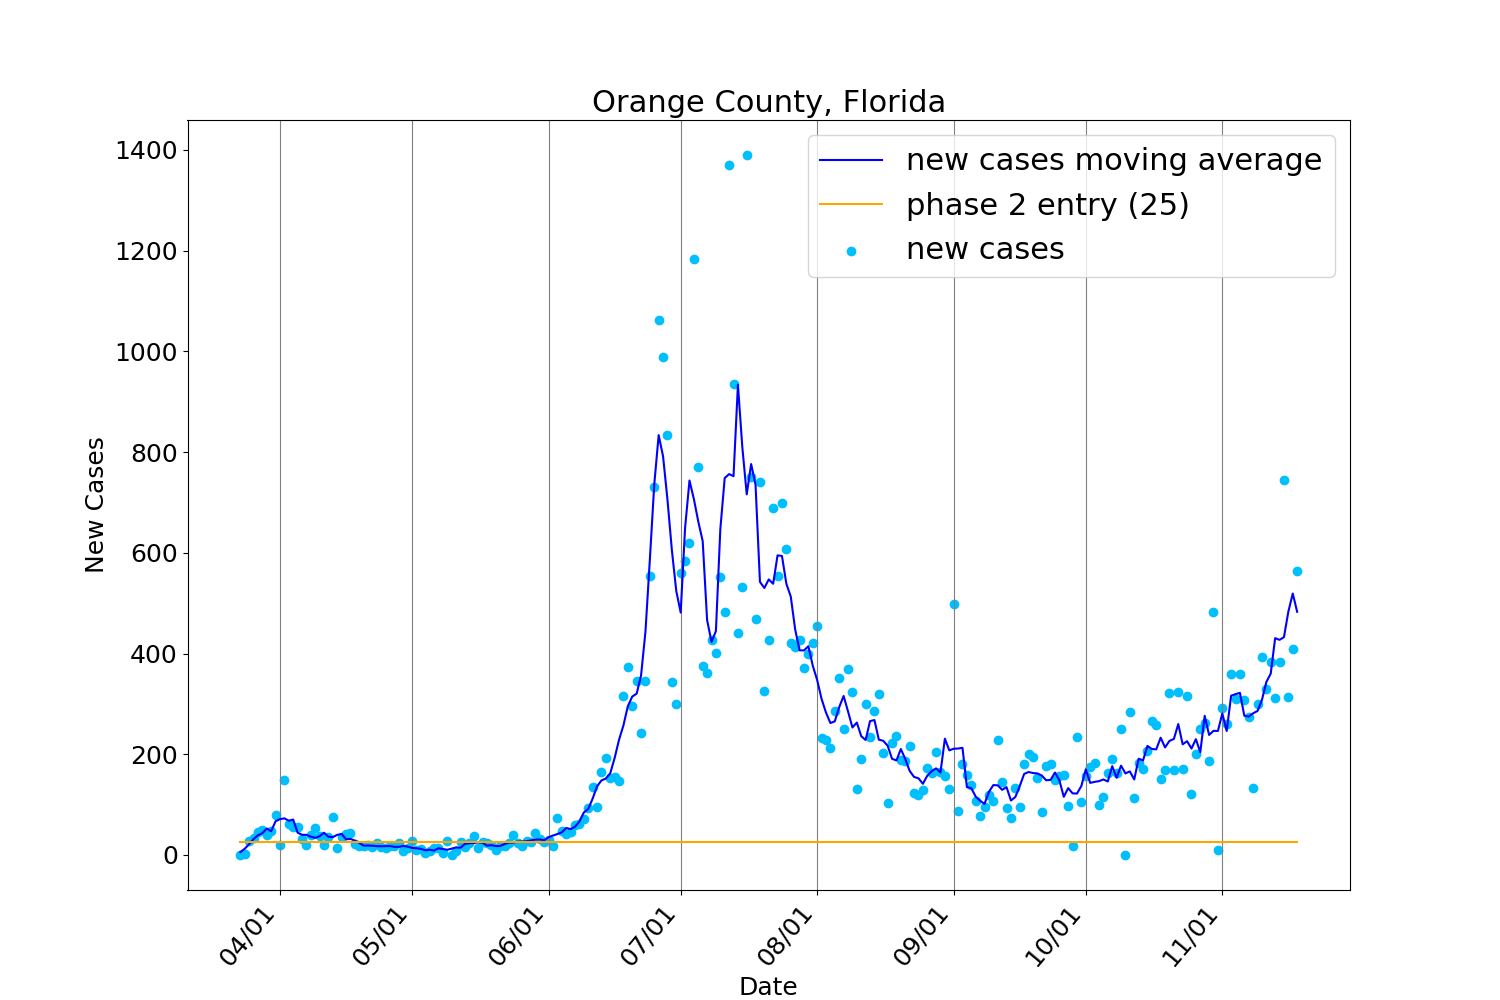 Orange County, Florida
new cases moving average
phase 2 entry (25)
new cases
1400
1200
1000
800
600
400
200
0
New Cases
04/01
05/01
06/01
07/01
08/01
09/01
10/01
11/01
Date